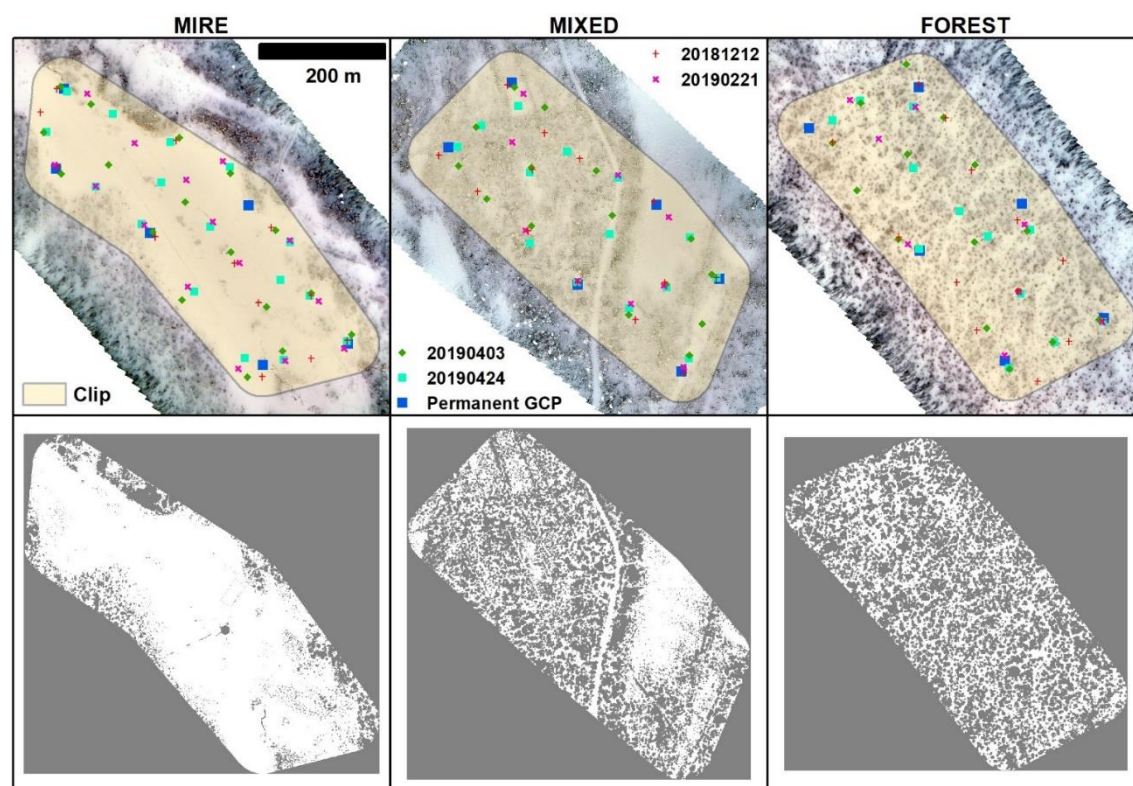 MIRE
MIXED
FOREST
200 m
20181212
20190221
20190403
20190424
Clip
Permanent GCP